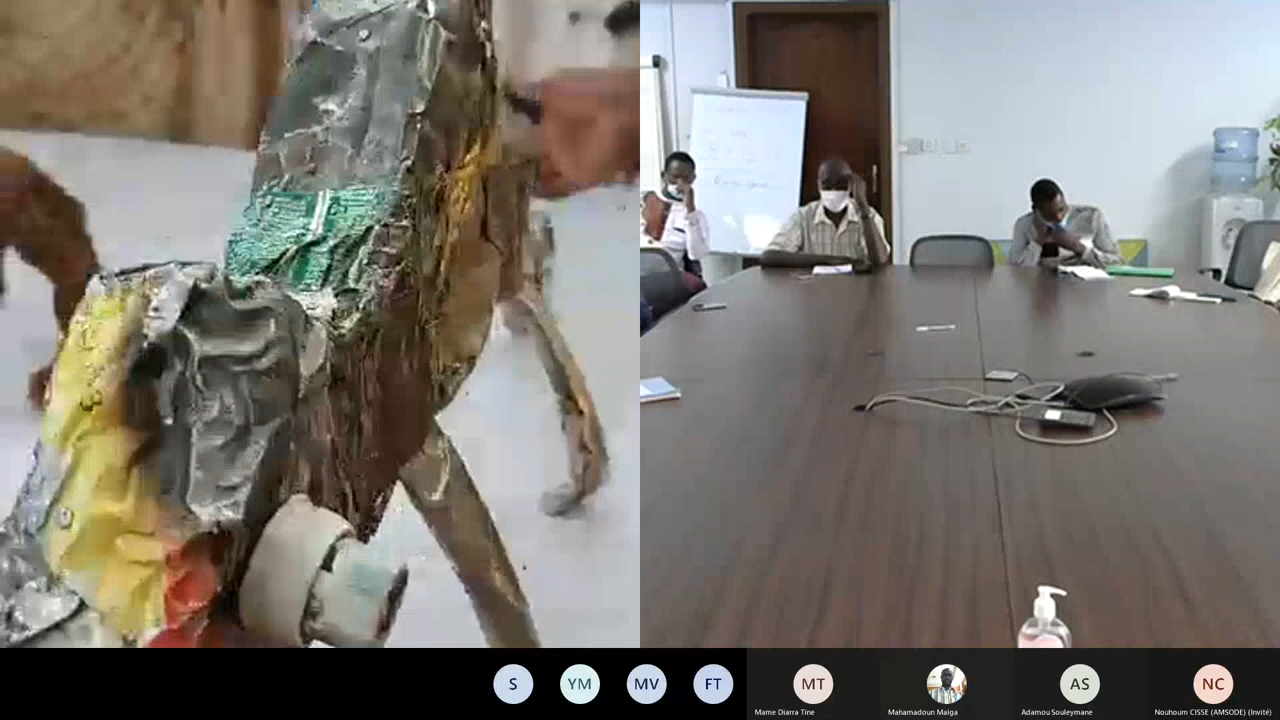 S
YM
MV
FT
MT
AS
NC
Mame Diarra Tine
Mahamadoun Maiga
Adamou Souleymane
Nouhoum CISSE (AMSODE) (Invité)